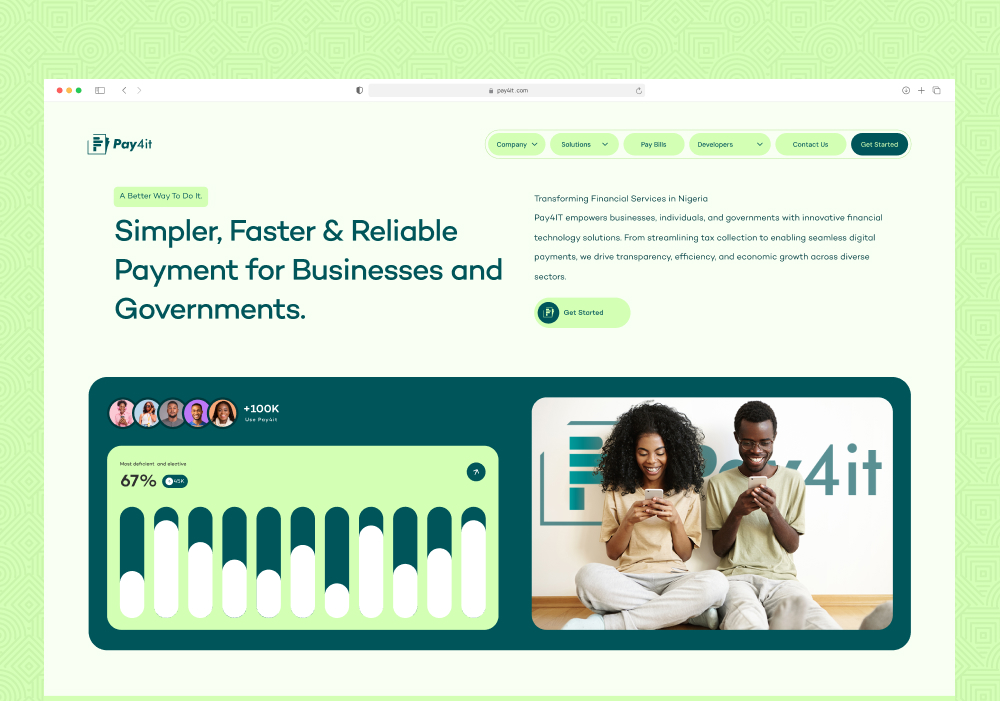 pay4it .com
Pay4it
Company
Solutions
Pay Bills
Developers
Contact Us
Get Started
A Better Way To Do It.
Simpler, Faster & Reliable
Payment for Businesses and
Governments.
Transforming Financial Services in Nigeria
Pay4IT empowers businesses, individuals, and governments with innovative financial
technology solutions. From streamlining tax collection to enabling seamless digital
payments, we drive transparency, efficiency, and economic growth across diverse
sectors.
Get Started
+100K
Use Pay4it
Most deficient and elective
67%
45K
Pay4it